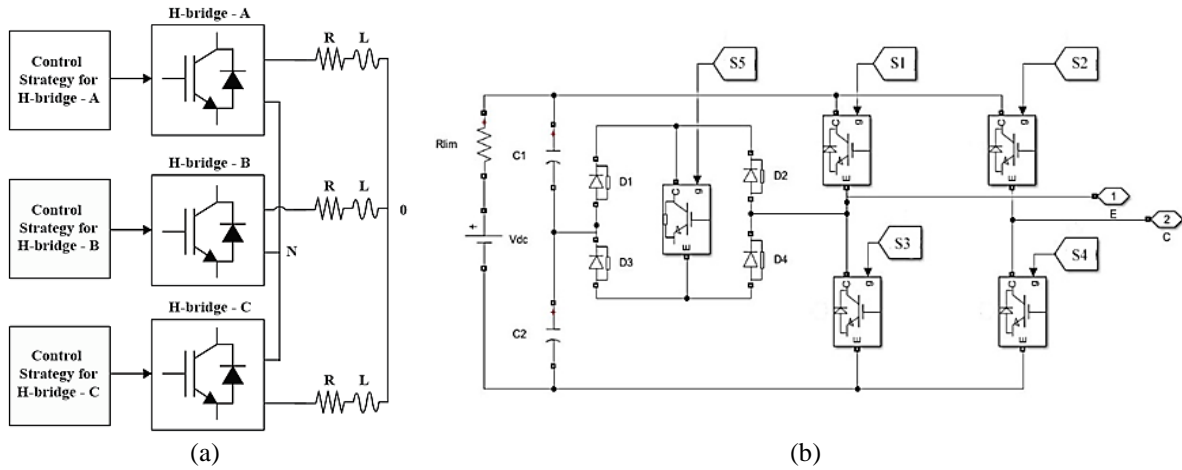 H-bridge - A
Control
Strategy for
H-bridge - A
R L
H-bridge - B
Control
Strategy for
H-bridge - B
R L
0
N
H-bridge - C
Control
Strategy for
H-bridge - C
R L
(a)
S5
S1
S2
Rlim
C1
D1
D2
C
g
E
C
g
E
C
g
E
1
E
2
C
+
Vdc
D3
D4
S3
S4
C2
C
g
E
C
g
E
(b)